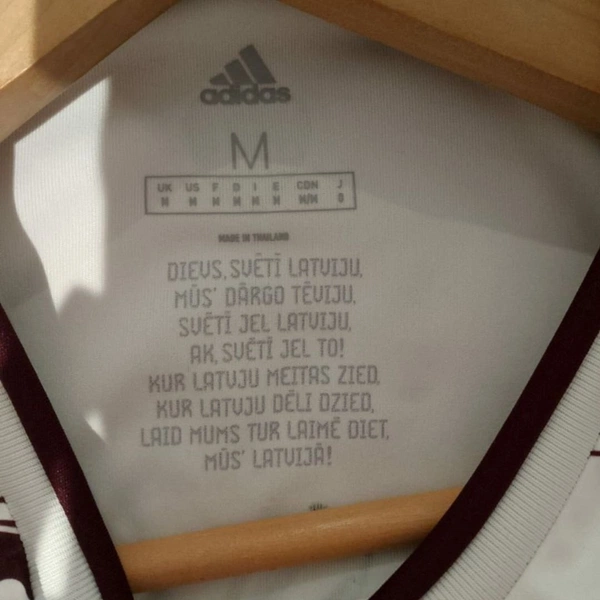 adidas
M
UK US F D I E CDN J
M M M M M M M/M O
MADE IN THAILAND
DIEVS, SVĒTĪ LATVIJU,
MŪS' DĀRGO TĒVIJU,
SVĒTĪ JEL LATVIJU,
AK, SVĒTĪ JEL TO!
KUR LATVJU MEITAS ZIED,
KUR LATVJU DĒLI DZIED,
LAID MUMS TUR LAIMĒ DIET,
MŪS' LATVIJĀ!